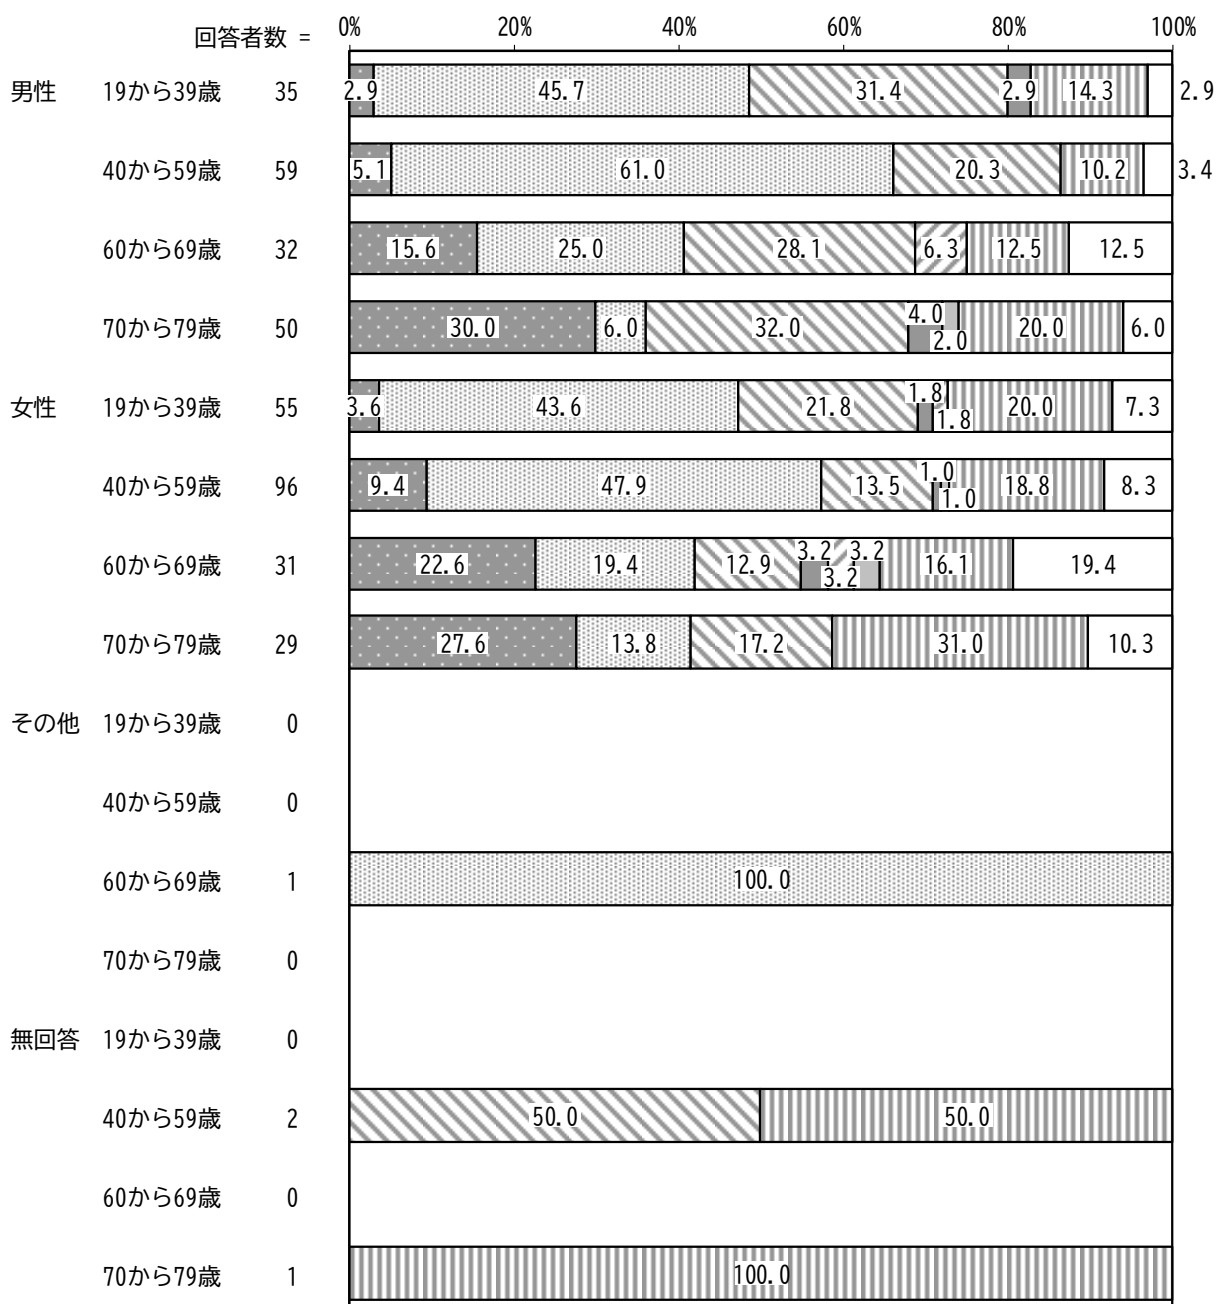 0% 20% 40% 60% 80% 100%
回答者数 =
男性 19から39歳 35 2.9 45.7 31.4 2.9 14.3 2.9
40から59歳 59 5.1 61.0 20.3 10.2 3.4
60から69歳 32 15.6 25.0 28.1 6.3 12.5 12.5
70から79歳 50 30.0 6.0 32.0 4.0 2.0 20.0 6.0
女性 19から39歳 55 3.6 43.6 21.8 1.8 1.8 20.0 7.3
40から59歳 96 9.4 47.9 13.5 1.0 1.0 18.8 8.3
60から69歳 31 22.6 19.4 12.9 3.2 3.2 3.2 16.1 19.4
70から79歳 29 27.6 13.8 17.2 31.0 10.3
その他 19から39歳 0
40から59歳 0
60から69歳 1 100.0
70から79歳 0
無回答 19から39歳 0
40から59歳 2 50.0 50.0
60から69歳 0
70から79歳 1 100.0